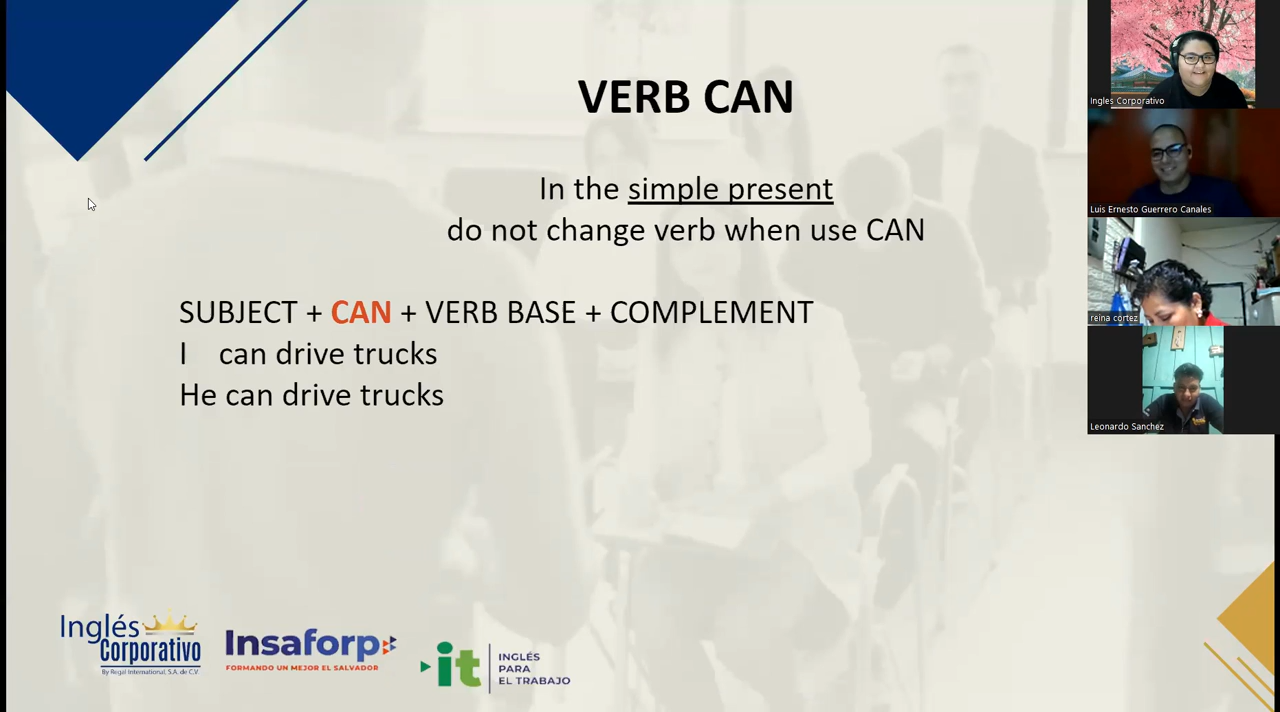 VERB CAN
In the simple present
do not change verb when use CAN
SUBJECT + CAN + VERB BASE + COMPLEMENT
I can drive trucks
He can drive trucks
Inglés
Corporativo
By Regal International, S.A. de C.V.
Insaforp
FORMANDO UN MEJOR EL SALVADOR
it
INGLÉS
PARA
EL TRABAJO
Ingles Corporativo
Luis Ernesto Guerrero Canales
reina cortez
Leonardo Sanchez